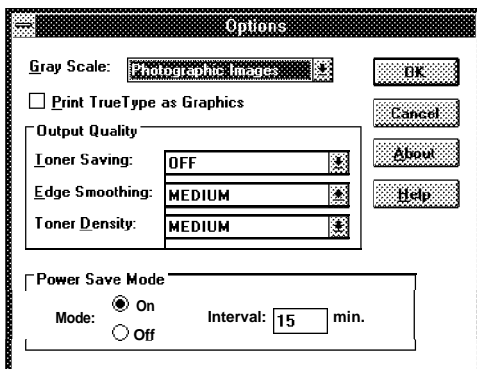 Options
Gray Scale: Photographic Images
OK
Print TrueType as Graphics
Cancel
Output Quality
Toner Saving: OFF
About
Edge Smoothing: MEDIUM
Help
Toner Density: MEDIUM
Power Save Mode
Mode: On
Off
Interval: 15 min.